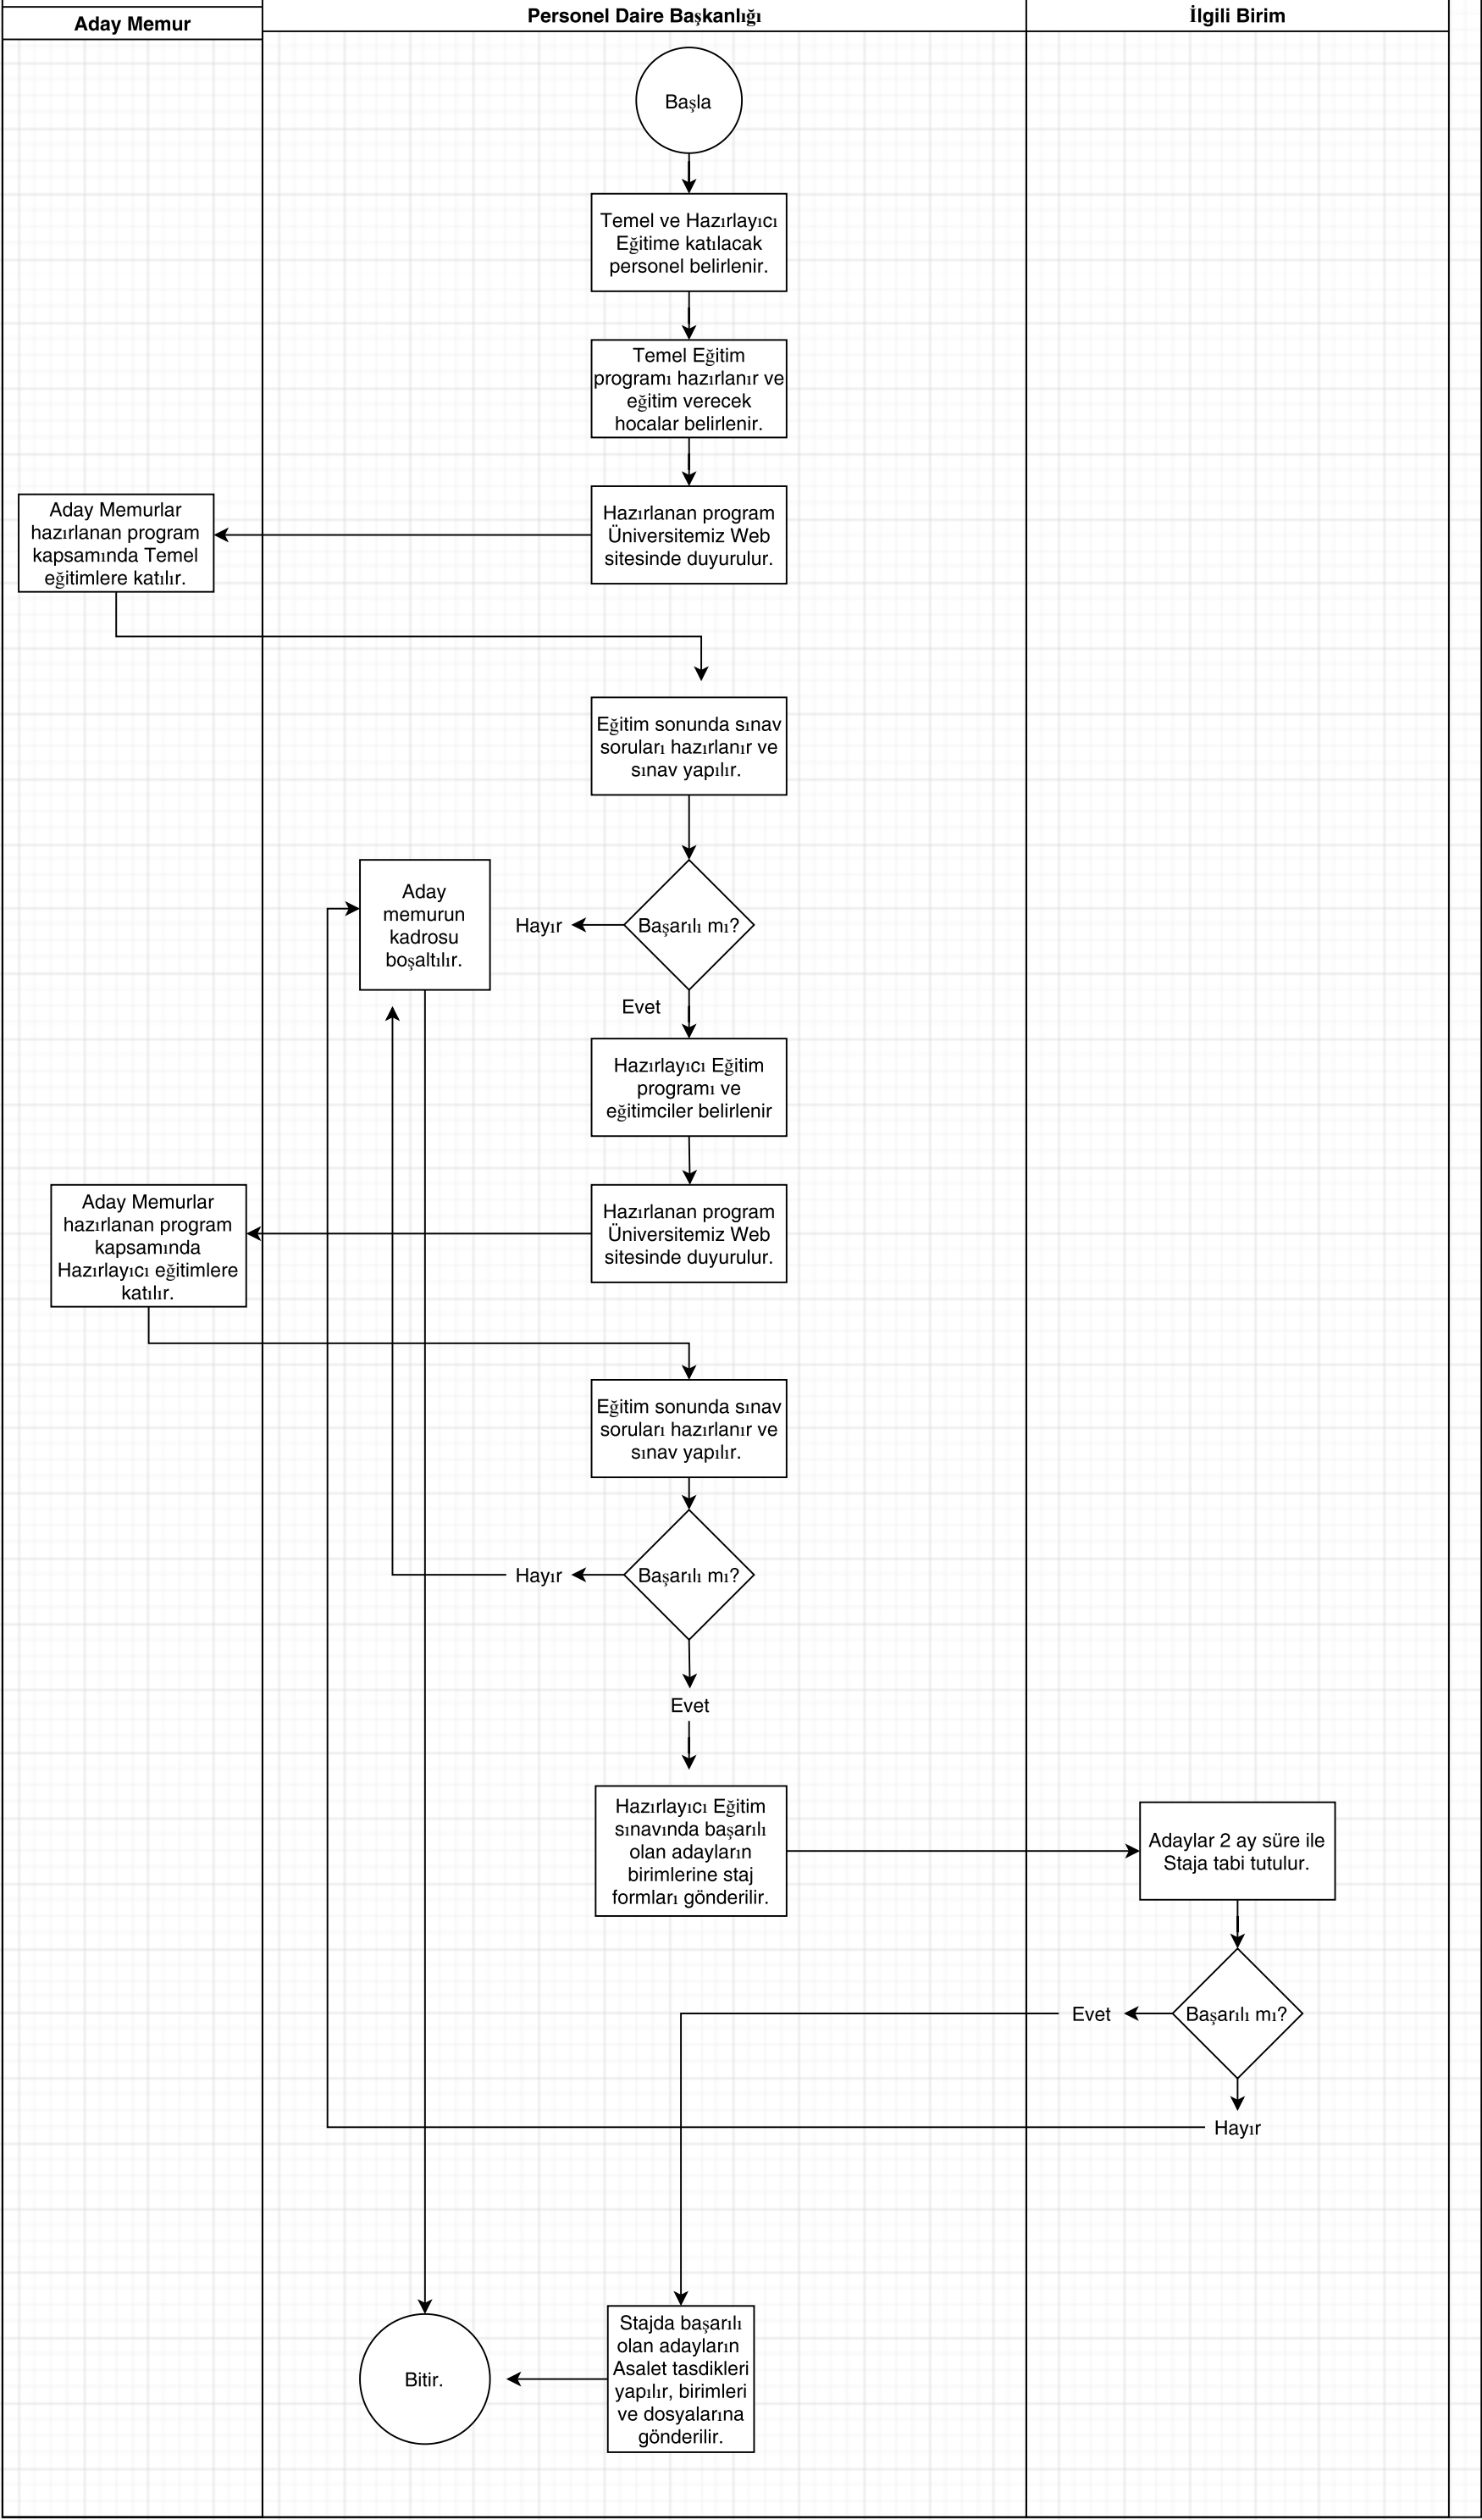 Aday Memur
Personel Daire Başkanlığı
İlgili Birim
Başla
Temel ve Hazırlayıcı
Eğitime katılacak
personel belirlenir.
Temel Eğitim
programı hazırlanır ve
eğitim verecek
hocalar belirlenir.
Hazırlanan program
Üniversitemiz Web
sitesinde duyurulur.
Aday Memurlar
hazırlanan program
kapsamında Temel
eğitimlere katılır.
Eğitim sonunda sınav
soruları hazırlanır ve
sınav yapılır.
Başarılı mı?
Hayır
Aday
memurun
kadrosu
boşaltılır.
Evet
Hazırlayıcı Eğitim
programı ve
eğitimciler belirlenir
Hazırlanan program
Üniversitemiz Web
sitesinde duyurulur.
Aday Memurlar
hazırlanan program
kapsamında
Hazırlayıcı eğitimlere
katılır.
Eğitim sonunda sınav
soruları hazırlanır ve
sınav yapılır.
Başarılı mı?
Hayır
Evet
Hazırlayıcı Eğitim
sınavında başarılı
olan adayların
birimlerine staj
formları gönderilir.
Adaylar 2 ay süre ile
Staja tabi tutulur.
Başarılı mı?
Evet
Hayır
Stajda başarılı
olan adayların
Asalet tasdikleri
yapılır, birimleri
ve dosyalarına
gönderilir.
Bitir.